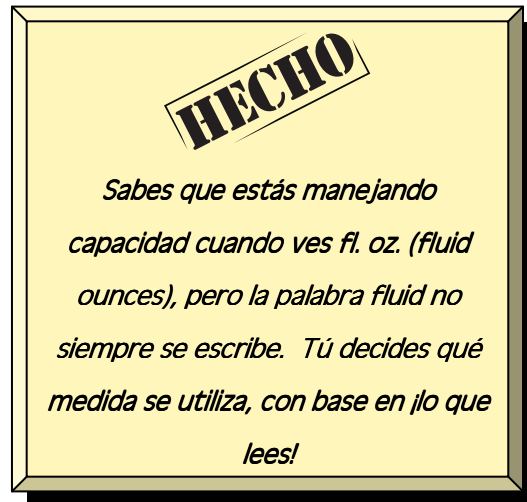 HECHO
Sabes que estás manejando
capacidad cuando ves fl. oz. (fluid
ounces), pero la palabra fluid no
siempre se escribe. Tú decides qué
medida se utiliza, con base en ¡lo que
lees!